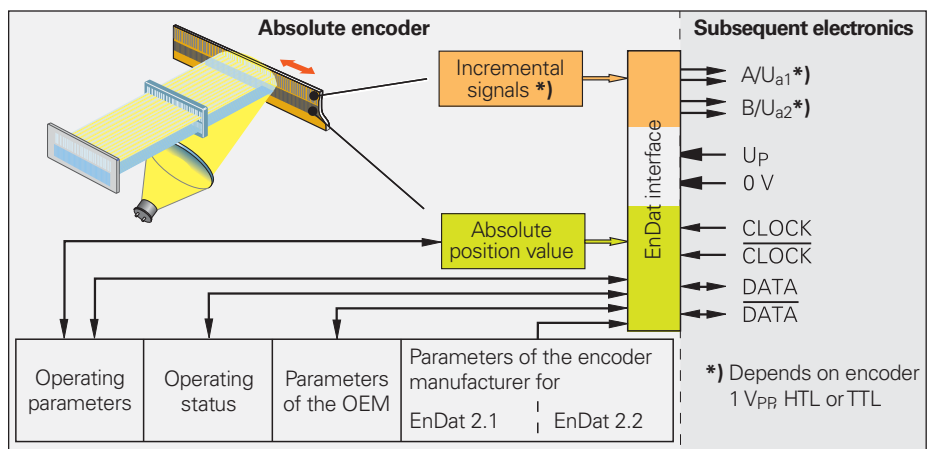 Absolute encoder
Subsequent electronics
Incremental
signals *)
A/Ua1*)
B/Ua2*)
UP
0 V
EnDat interface
Absolute
position value
CLOCK
CLOCK
DATA
DATA
Operating
parameters
Operating
status
Parameters
of the OEM
Parameters of the encoder
manufacturer for
EnDat 2.1
EnDat 2.2
*) Depends on encoder
1 VPP, HTL or TTL